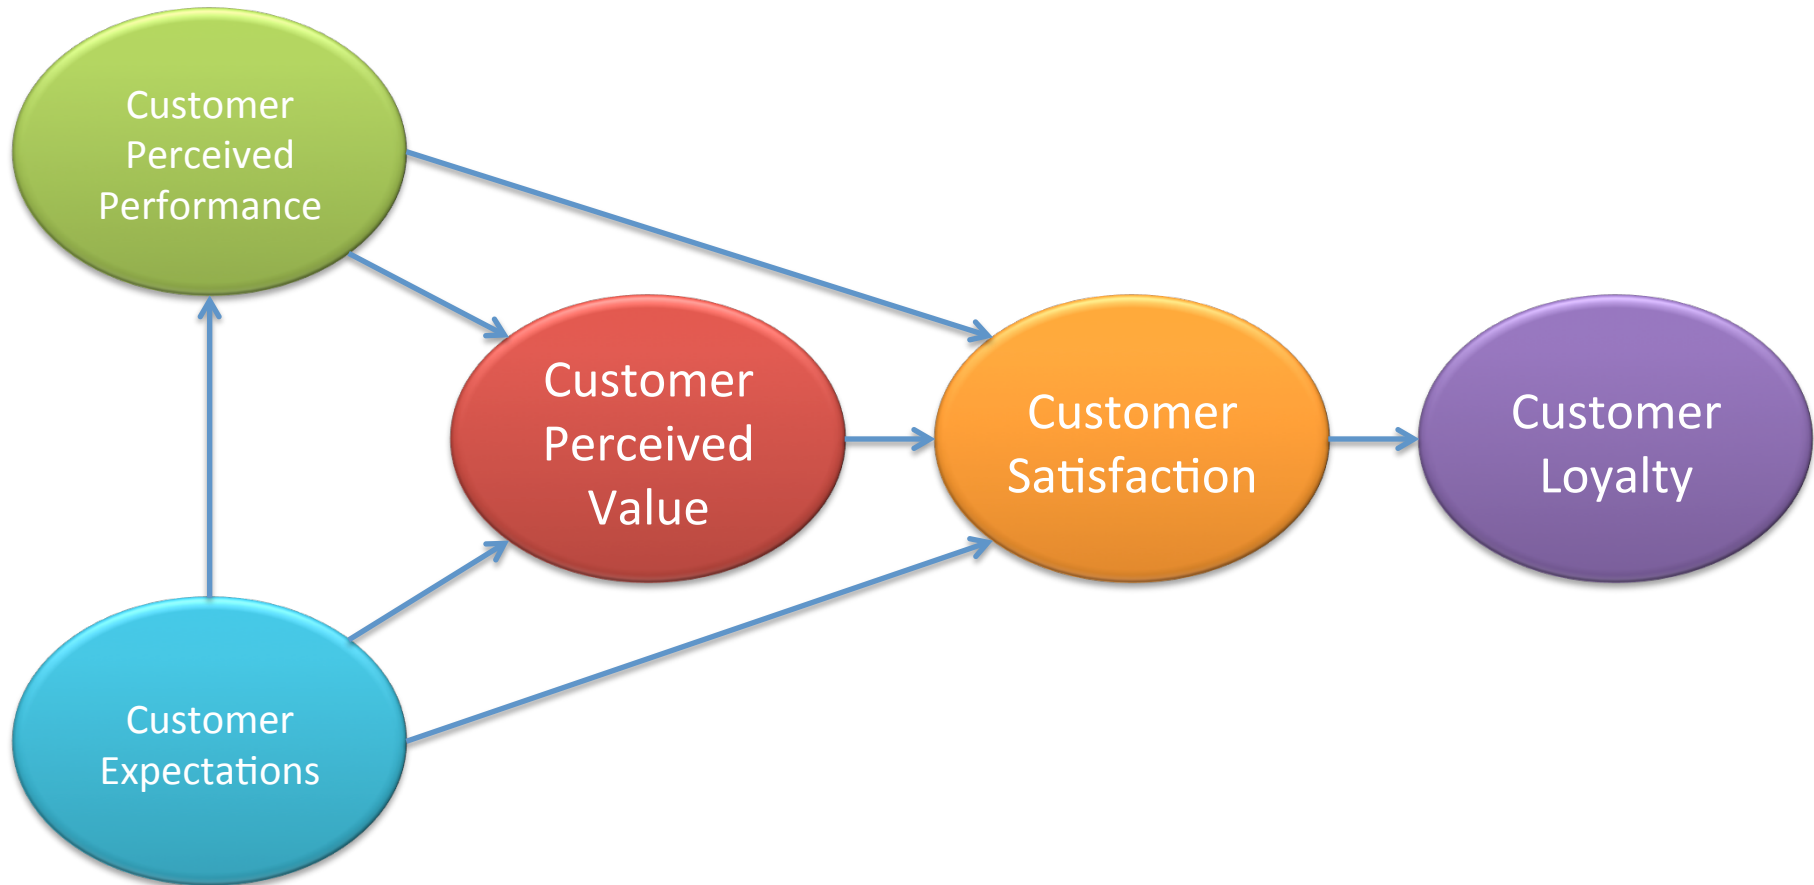 Customer
Perceived
Performance
Customer
Perceived
Value
Customer
Satisfaction
Customer
Loyalty
Customer
Expectations